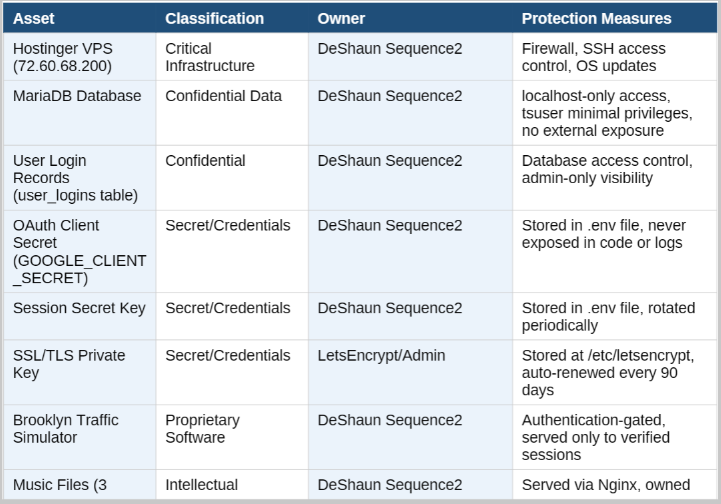 Asset Classification Owner Protection Measures
Hostinger VPS Critical DeShaun Sequence2 Firewall, SSH access
(72.60.68.200) Infrastructure control, OS updates
MariaDB Database Confidential Data DeShaun Sequence2 localhost-only access,
tsuser minimal privileges,
no external exposure
User Login Confidential DeShaun Sequence2 Database access control,
Records admin-only visibility
(user_logins table)
OAuth Client Secret/Credentials DeShaun Sequence2 Stored in .env file, never
Secret exposed in code or logs
(GOOGLE_CLIENT
_SECRET)
Session Secret Key Secret/Credentials DeShaun Sequence2 Stored in .env file, rotated
periodically
SSL/TLS Private Secret/Credentials LetsEncrypt/Admin Stored at /etc/letsencrypt,
Key auto-renewed every 90
days
Brooklyn Traffic Proprietary DeShaun Sequence2 Authentication-gated,
Simulator Software served only to verified
sessions
Music Files (3 Intellectual DeShaun Sequence2 Served via Nginx, owned